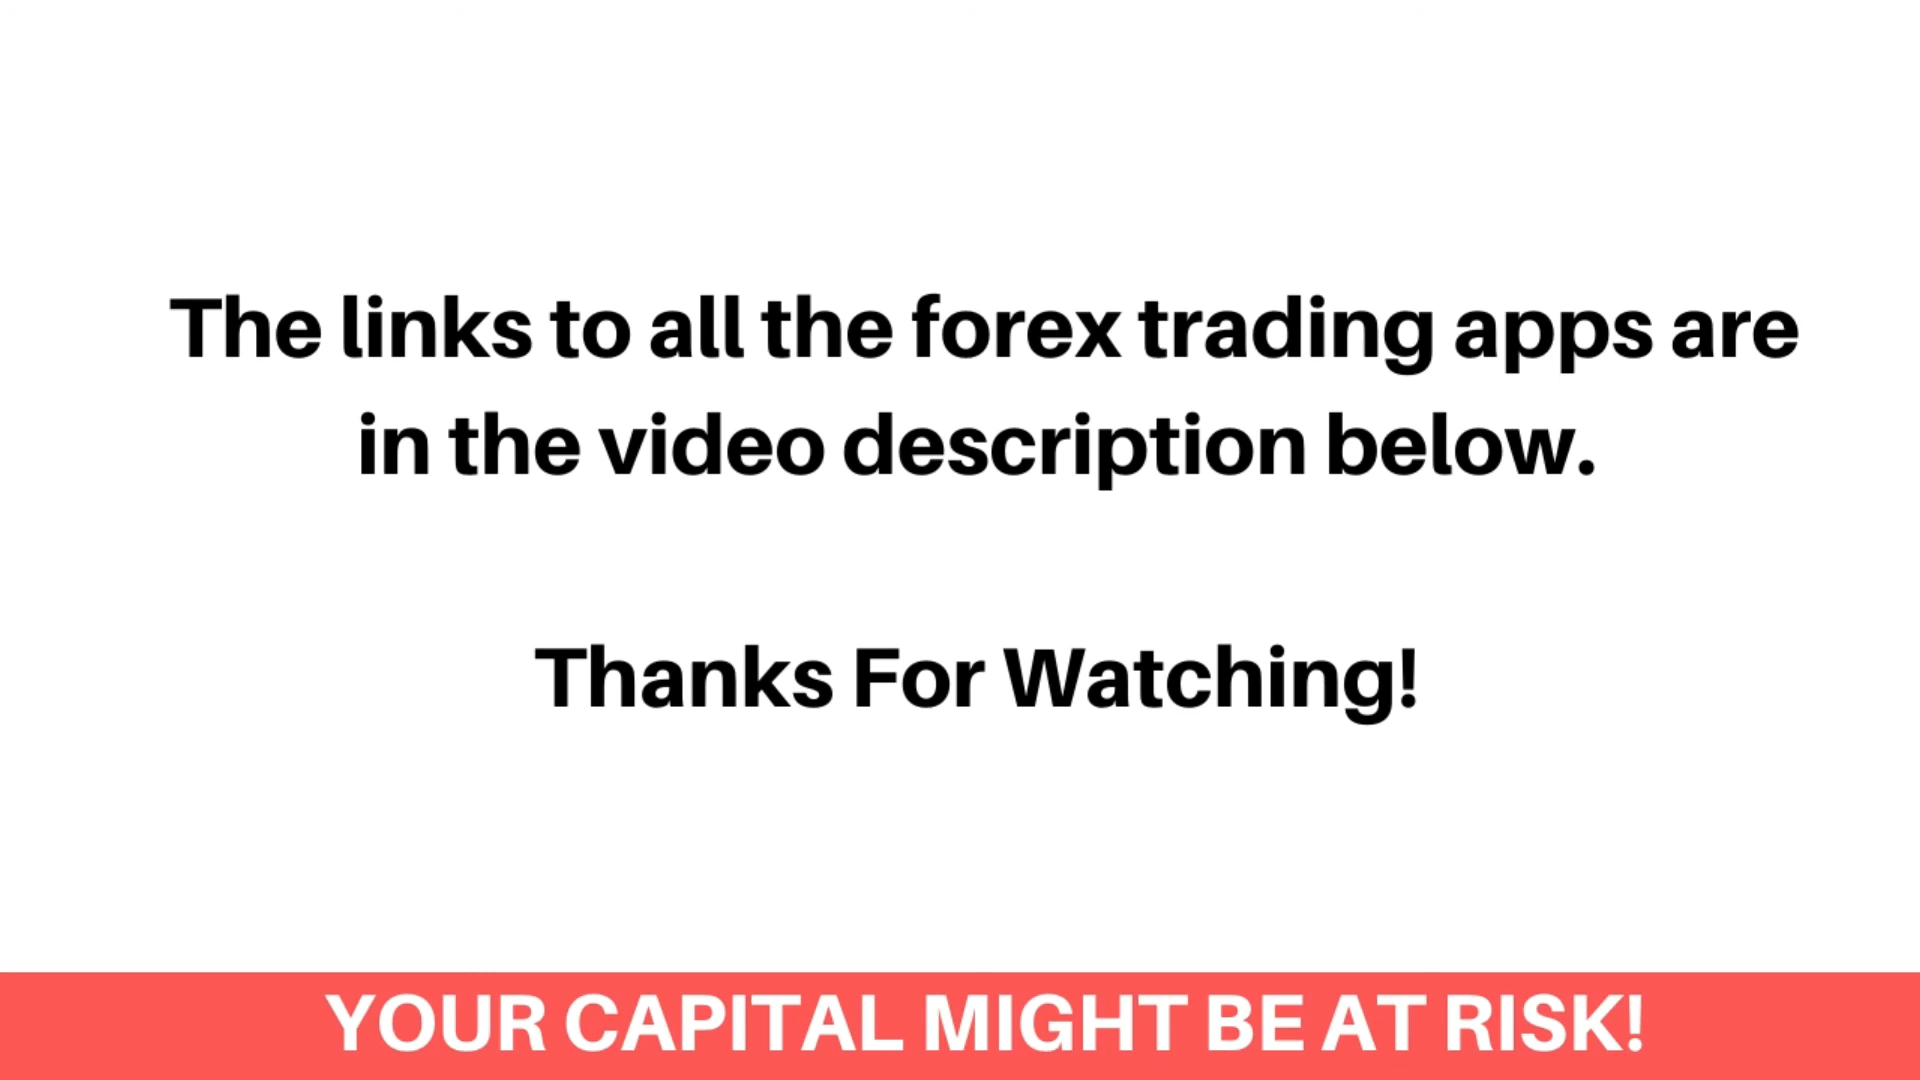 The links to all the forex trading apps are
in the video description below.
Thanks For Watching!
YOUR CAPITAL MIGHT BE AT RISK!